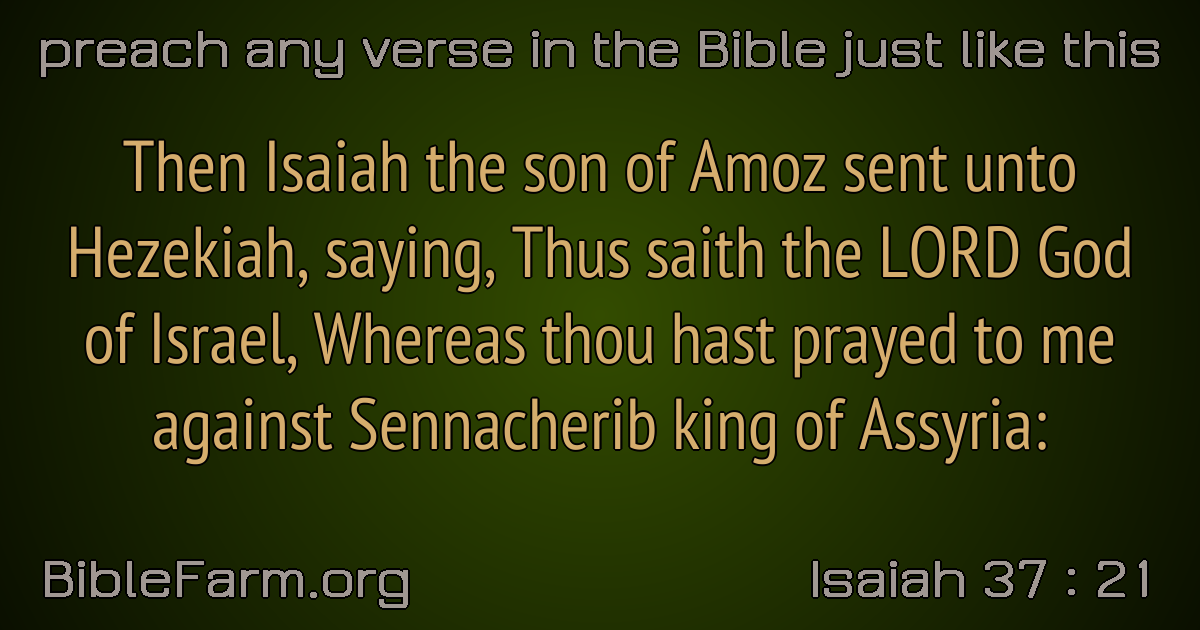 preach any verse in the Bible just like this
Then Isaiah the son of Amoz sent unto
Hezekiah, saying, Thus saith the LORD God
of Israel, Whereas thou hast prayed to me
against Sennacherib king of Assyria:
BibleFarm.org
Isaiah 37 : 21